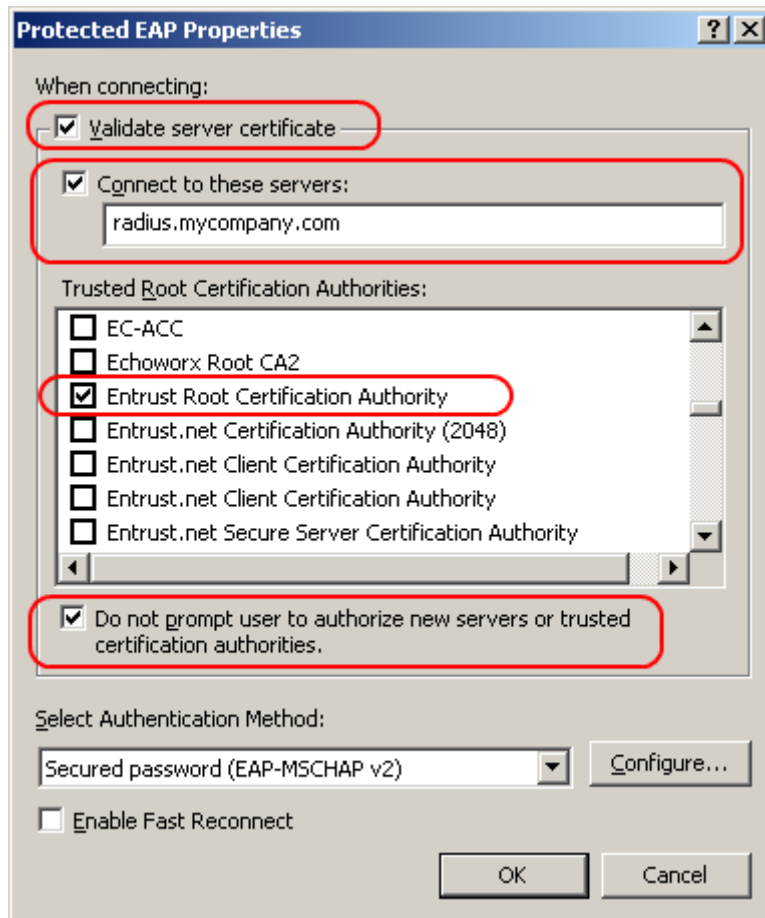 Protected EAP Properties
When connecting:
Validate server certificate
Connect to these servers:
radius.mycompany.com
Trusted Root Certification Authorities:
EC-ACC
Echoworx Root CA2
Entrust Root Certification Authority
Entrust.net Certification Authority (2048)
Entrust.net Client Certification Authority
Entrust.net Client Certification Authority
Entrust.net Secure Server Certification Authority
Do not prompt user to authorize new servers or trusted
certification authorities.
Select Authentication Method:
Secured password (EAP-MSCHAP v2)
Configure...
Enable Fast Reconnect
OK
Cancel